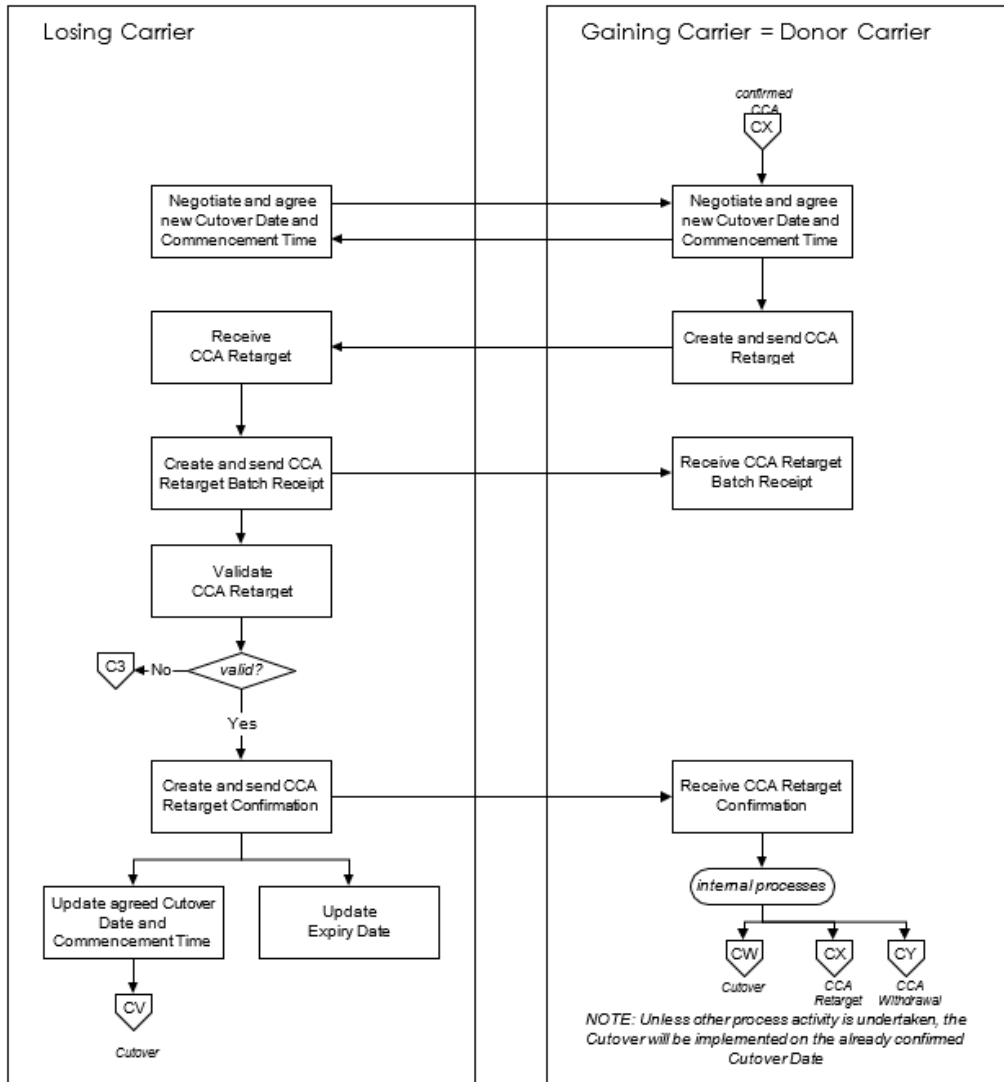 Losing Carrier
Gaining Carrier = Donor Carrier
confirmed
CCA
CX
Negotiate and agree
new Cutover Date and
Commencement Time
Negotiate and agree
new Cutover Date and
Commencement Time
Receive
CCA Retarget
Create and send CCA
Retarget
Create and send CCA
Retarget Batch Receipt
Receive CCA Retarget
Batch Receipt
Validate
CCA Retarget
C3
No
valid?
Yes
Create and send CCA
Retarget Confirmation
Receive CCA Retarget
Confirmation
Update agreed Cutover
Date and
Commencement Time
Update
Expiry Date
internal processes
CV
Cutover
CW
Cutover
CX
CCA
Retarget
CY
CCA
Withdrawal
NOTE: Unless other process activity is undertaken, the
Cutover will be implemented on the already confirmed
Cutover Date